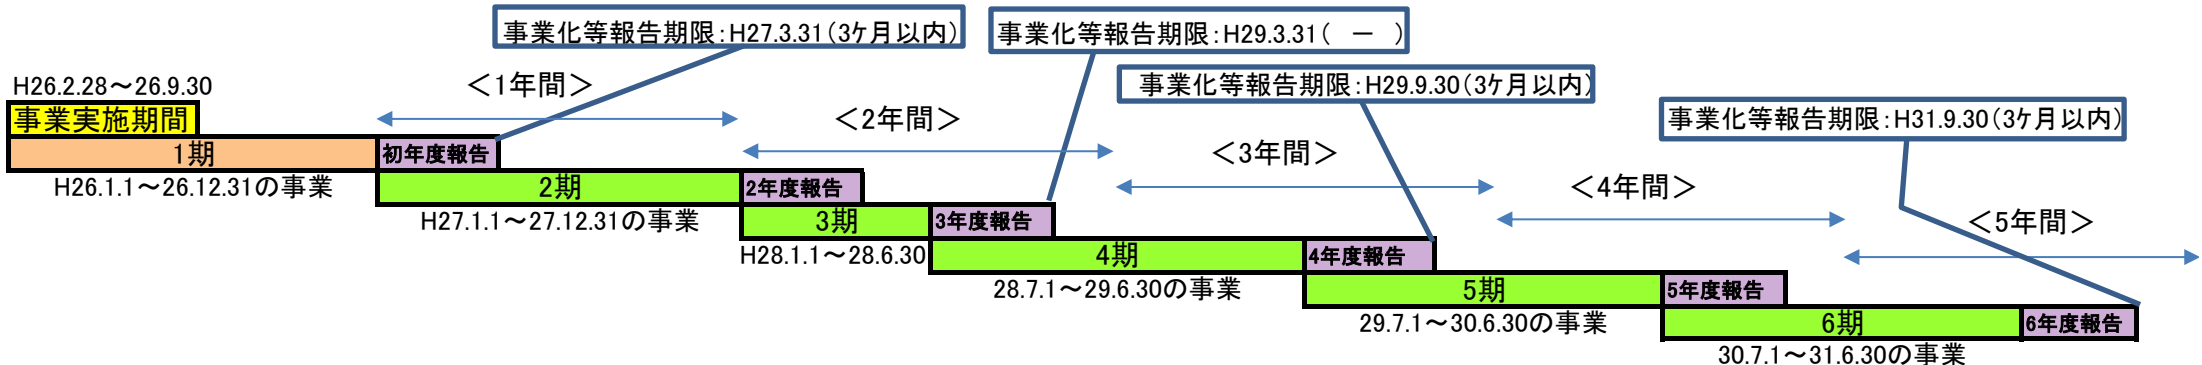 事業化等報告期限：H27.3.31（3ヶ月以内）
事業化等報告期限：H29.3.31（　－　）
H26.2.28～26.9.30
＜1年間＞
事業化等報告期限：H29.9.30（3ヶ月以内）
事業実施期間
＜2年間＞
事業化等報告期限：H31.9.30（3ヶ月以内）
1期
初年度報告
＜3年間＞
H26.1.1～26.12.31の事業
2期
2年度報告
＜4年間＞
H27.1.1～27.12.31の事業
3期
3年度報告
＜5年間＞
H28.1.1～28.6.30
4期
4年度報告
28.7.1～29.6.30の事業
5期
5年度報告
29.7.1～30.6.30の事業
6期
6年度報告
30.7.1～31.6.30の事業